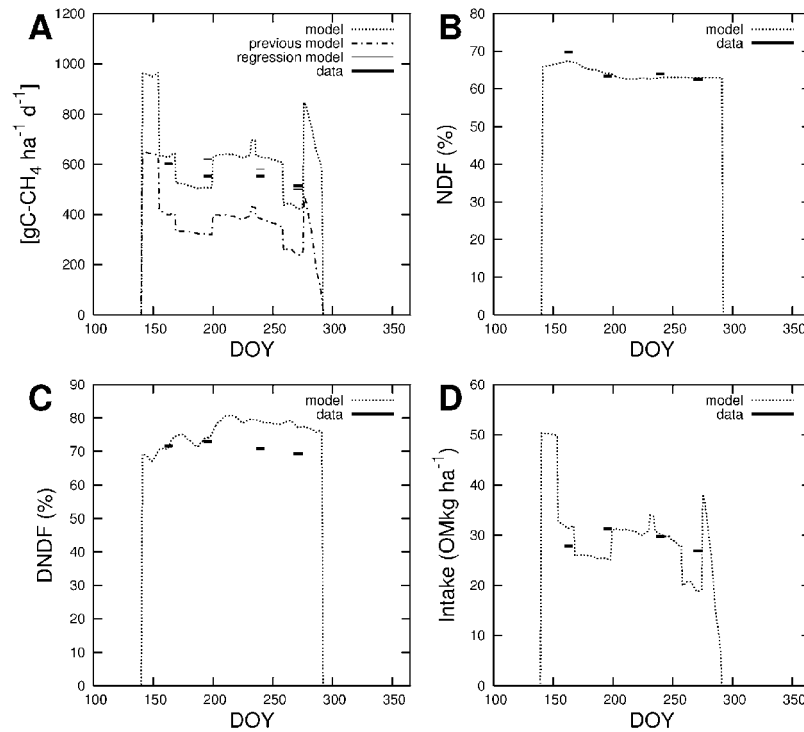 A
model
previous model
regression model
data
1200
1000
800
600
400
200
0
[gC-CH4 ha-1 d-1]
100 150 200 250 300 350
DOY
B
model
data
80
70
60
50
40
30
20
10
0
NDF (%)
100 150 200 250 300 350
DOY
C
model
data
90
80
70
60
50
40
30
20
10
0
DNDF (%)
100 150 200 250 300 350
DOY
D
model
data
60
50
40
30
20
10
0
Intake (OMkg ha-1)
100 150 200 250 300 350
DOY